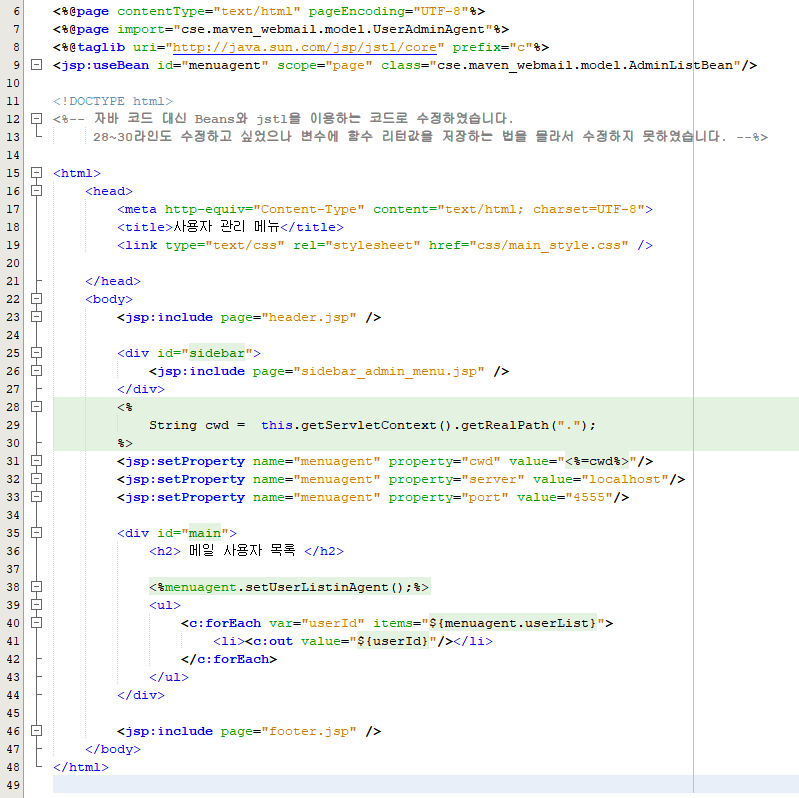 6 <%@page contentType="text/html" pageEncoding="UTF-8"%>
7 <%@page import="cse.maven_webmail.model.UserAdminAgent"%>
8 <%@taglib uri="http://java.sun.com/jsp/jstl/core" prefix="c"%>
9 <jsp:useBean id="menuagent" scope="page" class="cse.maven_webmail.model.AdminListBean"/>
10
11 <!DOCTYPE html>
12 <%-- 자바 코드 대신 Beans와 jstl을 이용하는 코드로 수정하였습니다.
13 28~30라인도 수정하고 싶었으나 변수에 함수 리턴값을 저장하는 법을 몰라서 수정하지 못하였습니다. --%>
14
15 <html>
16 <head>
17 <meta http-equiv="Content-Type" content="text/html; charset=UTF-8">
18 <title>사용자 관리 메뉴</title>
19 <link type="text/css" rel="stylesheet" href="css/main_style.css" />
20
21 </head>
22 <body>
23 <jsp:include page="header.jsp" />
24
25 <div id="sidebar">
26 <jsp:include page="sidebar_admin_menu.jsp" />
27 </div>
28 <%
29 String cwd =  this.getServletContext().getRealPath(".");
30 %>
31 <jsp:setProperty name="menuagent" property="cwd" value="<%=cwd%>"/>
32 <jsp:setProperty name="menuagent" property="server" value="localhost"/>
33 <jsp:setProperty name="menuagent" property="port" value="4555"/>
34
35 <div id="main">
36 <h2> 메일 사용자 목록 </h2>
37
38 <%menuagent.setUserListinAgent();%>
39 <ul>
40 <c:forEach var="userId" items="${menuagent.userList}">
41 <li><c:out value="${userId}"/></li>
42 </c:forEach>
43 </ul>
44 </div>
45
46 <jsp:include page="footer.jsp" />
47 </body>
48 </html>
49